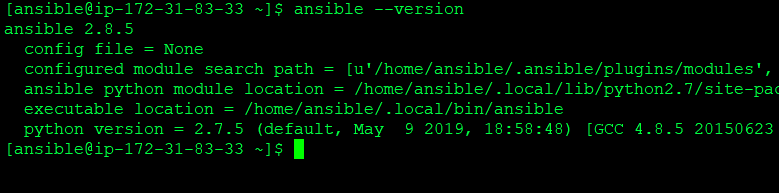 [ansible@ip-172-31-83-33 ~]$ ansible --version
ansible 2.8.5
  config file = None
  configured module search path = [u'/home/ansible/.ansible/plugins/modules',
  ansible python module location = /home/ansible/.local/lib/python2.7/site-pac
  executable location = /home/ansible/.local/bin/ansible
  python version = 2.7.5 (default, May  9 2019, 18:58:48) [GCC 4.8.5 20150623
[ansible@ip-172-31-83-33 ~]$